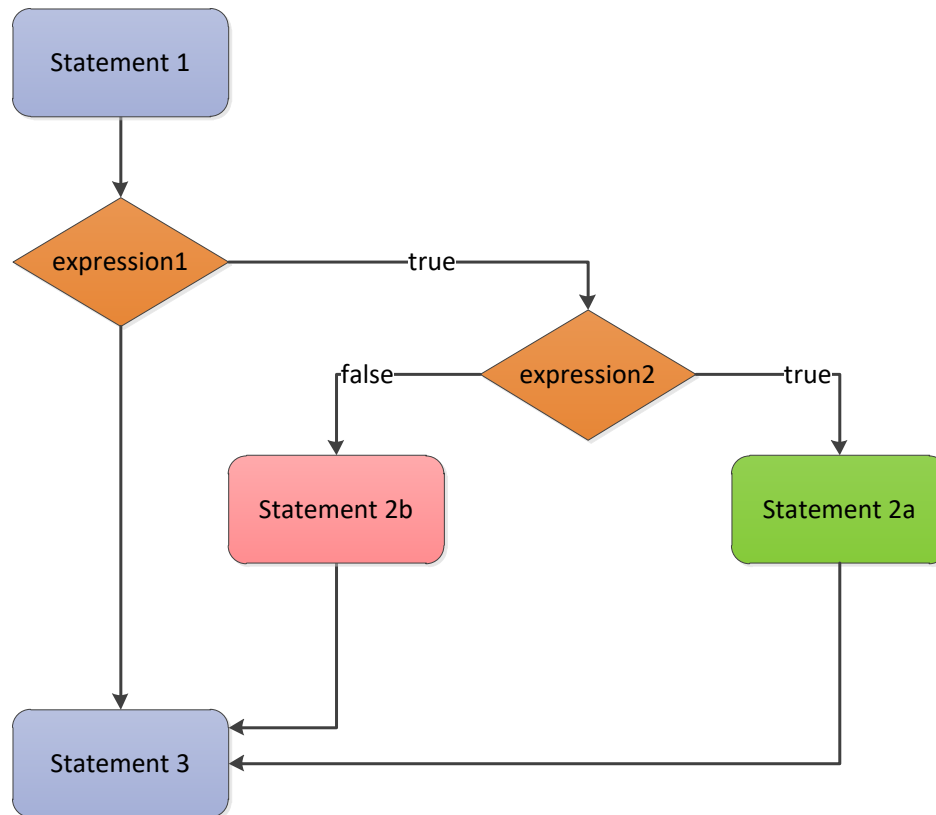 Statement 1
expression1
true
expression2
false
true
Statement 2b
Statement 2a
Statement 3